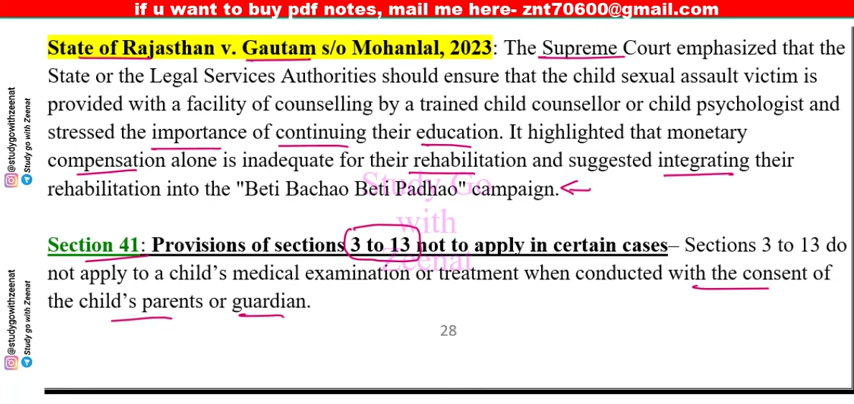 if u want to buy pdf notes, mail me here- znt70600@gmail.com
State of Rajasthan v. Gautam s/o Mohanlal, 2023: The Supreme Court emphasized that the
State or the Legal Services Authorities should ensure that the child sexual assault victim is
provided with a facility of counselling by a trained child counsellor or child psychologist and
stressed the importance of continuing their education. It highlighted that monetary
compensation alone is inadequate for their rehabilitation and suggested integrating their
rehabilitation into the "Beti Bachao Beti Padhao" campaign.
Study Go
with
Zeenat
Section 41: Provisions of sections 3 to 13 not to apply in certain cases– Sections 3 to 13 do
not apply to a child’s medical examination or treatment when conducted with the consent of
the child’s parents or guardian.
28
@studygowithzeenat
Study go with Zeenat
@studygowithzeenat
Study go with Zeenat